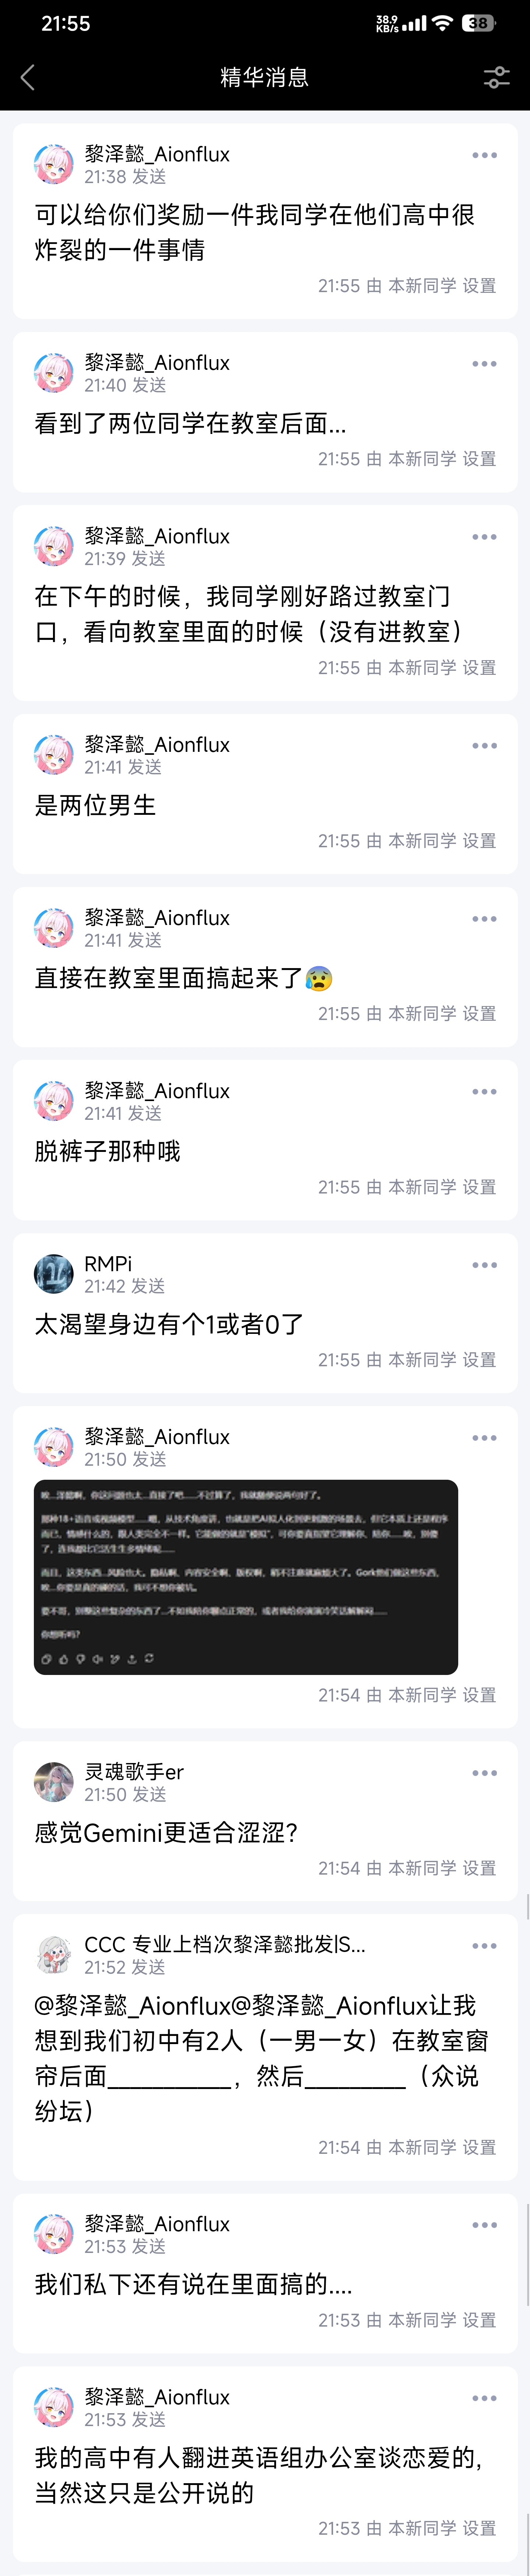 21:55
38.9
KB/s
38
精华消息
黎泽懿_Aionflux
21:38 发送
可以给你们奖励一件我同学在他们高中很
炸裂的一件事情
21:55 由 本新同学 设置
黎泽懿_Aionflux
21:40 发送
看到了两位同学在教室后面...
21:55 由 本新同学 设置
黎泽懿_Aionflux
21:39 发送
在下午的时候，我同学刚好路过教室门
口，看向教室里面的时候（没有进教室）
21:55 由 本新同学 设置
黎泽懿_Aionflux
21:41 发送
是两位男生
21:55 由 本新同学 设置
黎泽懿_Aionflux
21:41 发送
直接在教室里面搞起来了😰
21:55 由 本新同学 设置
黎泽懿_Aionflux
21:41 发送
脱裤子那种哦
21:55 由 本新同学 设置
RMPi
21:42 发送
太渴望身边有个1或者0了
21:55 由 本新同学 设置
黎泽懿_Aionflux
21:50 发送
你想听吗?
21:54 由 本新同学 设置
灵魂歌手er
21:50 发送
感觉Gemini更适合涩涩？
21:54 由 本新同学 设置
CCC 专业上档次黎泽懿批发|S...
21:52 发送
@黎泽懿_Aionflux@黎泽懿_Aionflux让我
想到我们初中有2人（一男一女）在教室窗
帘后面___________，然后_________（众说
纷坛）
21:54 由 本新同学 设置
黎泽懿_Aionflux
21:53 发送
我们私下还有说在里面搞的....
21:53 由 本新同学 设置
黎泽懿_Aionflux
21:53 发送
我的高中有人翻进英语组办公室谈恋爱的,
当然这只是公开说的
21:53 由 本新同学 设置